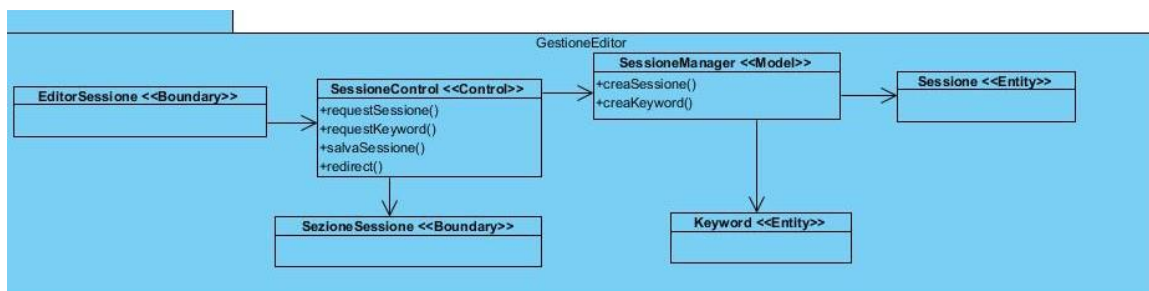 GestioneEditor
EditorSessione <<Boundary>>
SessioneControl <<Control>>
+requestSessione()
+requestKeyword()
+salvaSessione()
+redirect()
SessioneManager <<Model>>
+creaSessione()
+creaKeyword()
Sessione <<Entity>>
SezioneSessione <<Boundary>>
Keyword <<Entity>>